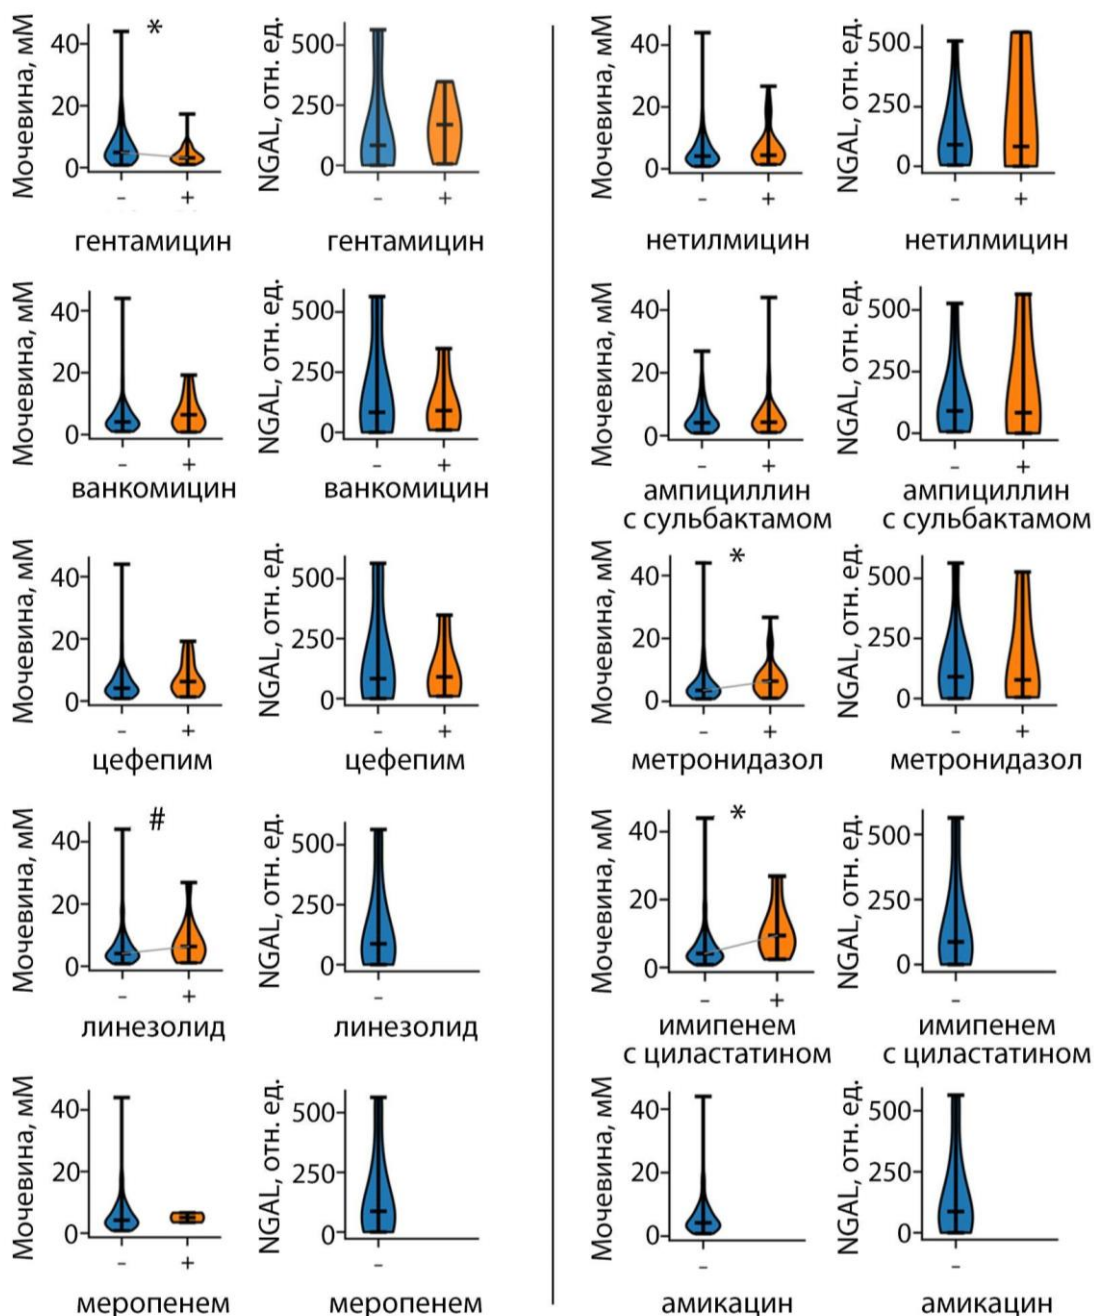 Мочевина, мМ
40
20
0
*
-
+
гентамицин
NGAL, отн. ед.
500
250
0
-
+
гентамицин
Мочевина, мМ
40
20
0
-
+
нетилмицин
NGAL, отн. ед.
500
250
0
-
+
нетилмицин
Мочевина, мМ
40
20
0
-
+
ванкомицин
NGAL, отн. ед.
500
250
0
-
+
ванкомицин
Мочевина, мМ
40
20
0
-
+
ампициллин
с сульбактамом
NGAL, отн. ед.
500
250
0
-
+
ампициллин
с сульбактамом
Мочевина, мМ
40
20
0
-
+
цефепим
NGAL, отн. ед.
500
250
0
-
+
цефепим
Мочевина, мМ
40
20
0
*
-
+
метронидазол
NGAL, отн. ед.
500
250
0
-
+
метронидазол
Мочевина, мМ
40
20
0
#
-
+
линезолид
NGAL, отн. ед.
500
250
0
-
линезолид
Мочевина, мМ
40
20
0
*
-
+
имипенем
с циластатином
NGAL, отн. ед.
500
250
0
-
имипенем
с циластатином
Мочевина, мМ
40
20
0
-
+
меропенем
NGAL, отн. ед.
500
250
0
-
меропенем
Мочевина, мМ
40
20
0
-
амикацин
NGAL, отн. ед.
500
250
0
-
амикацин